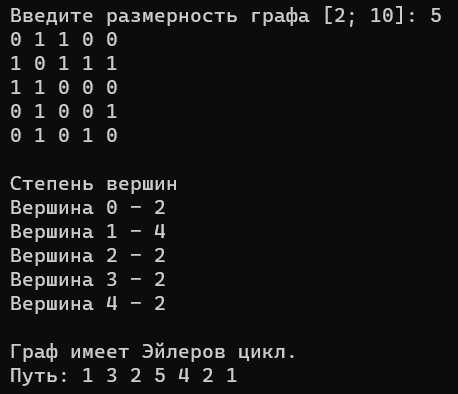 Введите размерность графа [2; 10]: 5
0 1 1 0 0
1 0 1 1 1
1 1 0 0 0
0 1 0 0 1
0 1 0 1 0
Степень вершин
Вершина 0 – 2
Вершина 1 – 4
Вершина 2 – 2
Вершина 3 – 2
Вершина 4 – 2
Граф имеет Эйлеров цикл.
Путь: 1 3 2 5 4 2 1